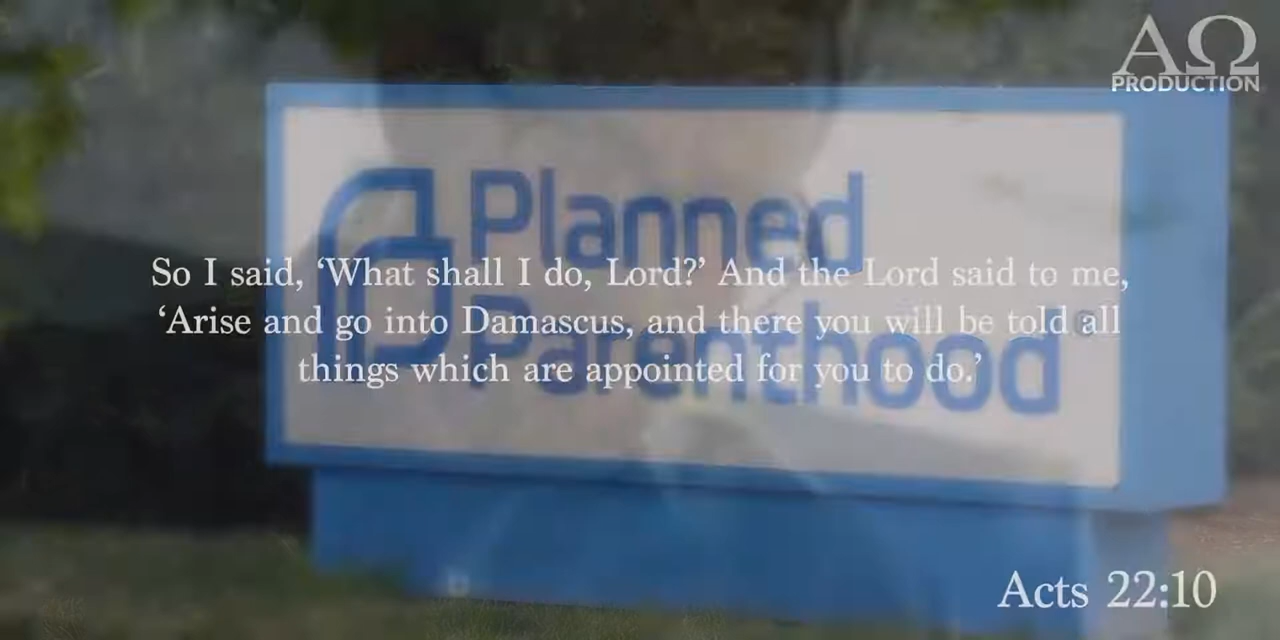 ΑΩ
PRODUCTION
Planned
Parenthood®
So I said, ‘What shall I do, Lord?’ And the Lord said to me,
‘Arise and go into Damascus, and there you will be told all
things which are appointed for you to do.’
Acts 22:10